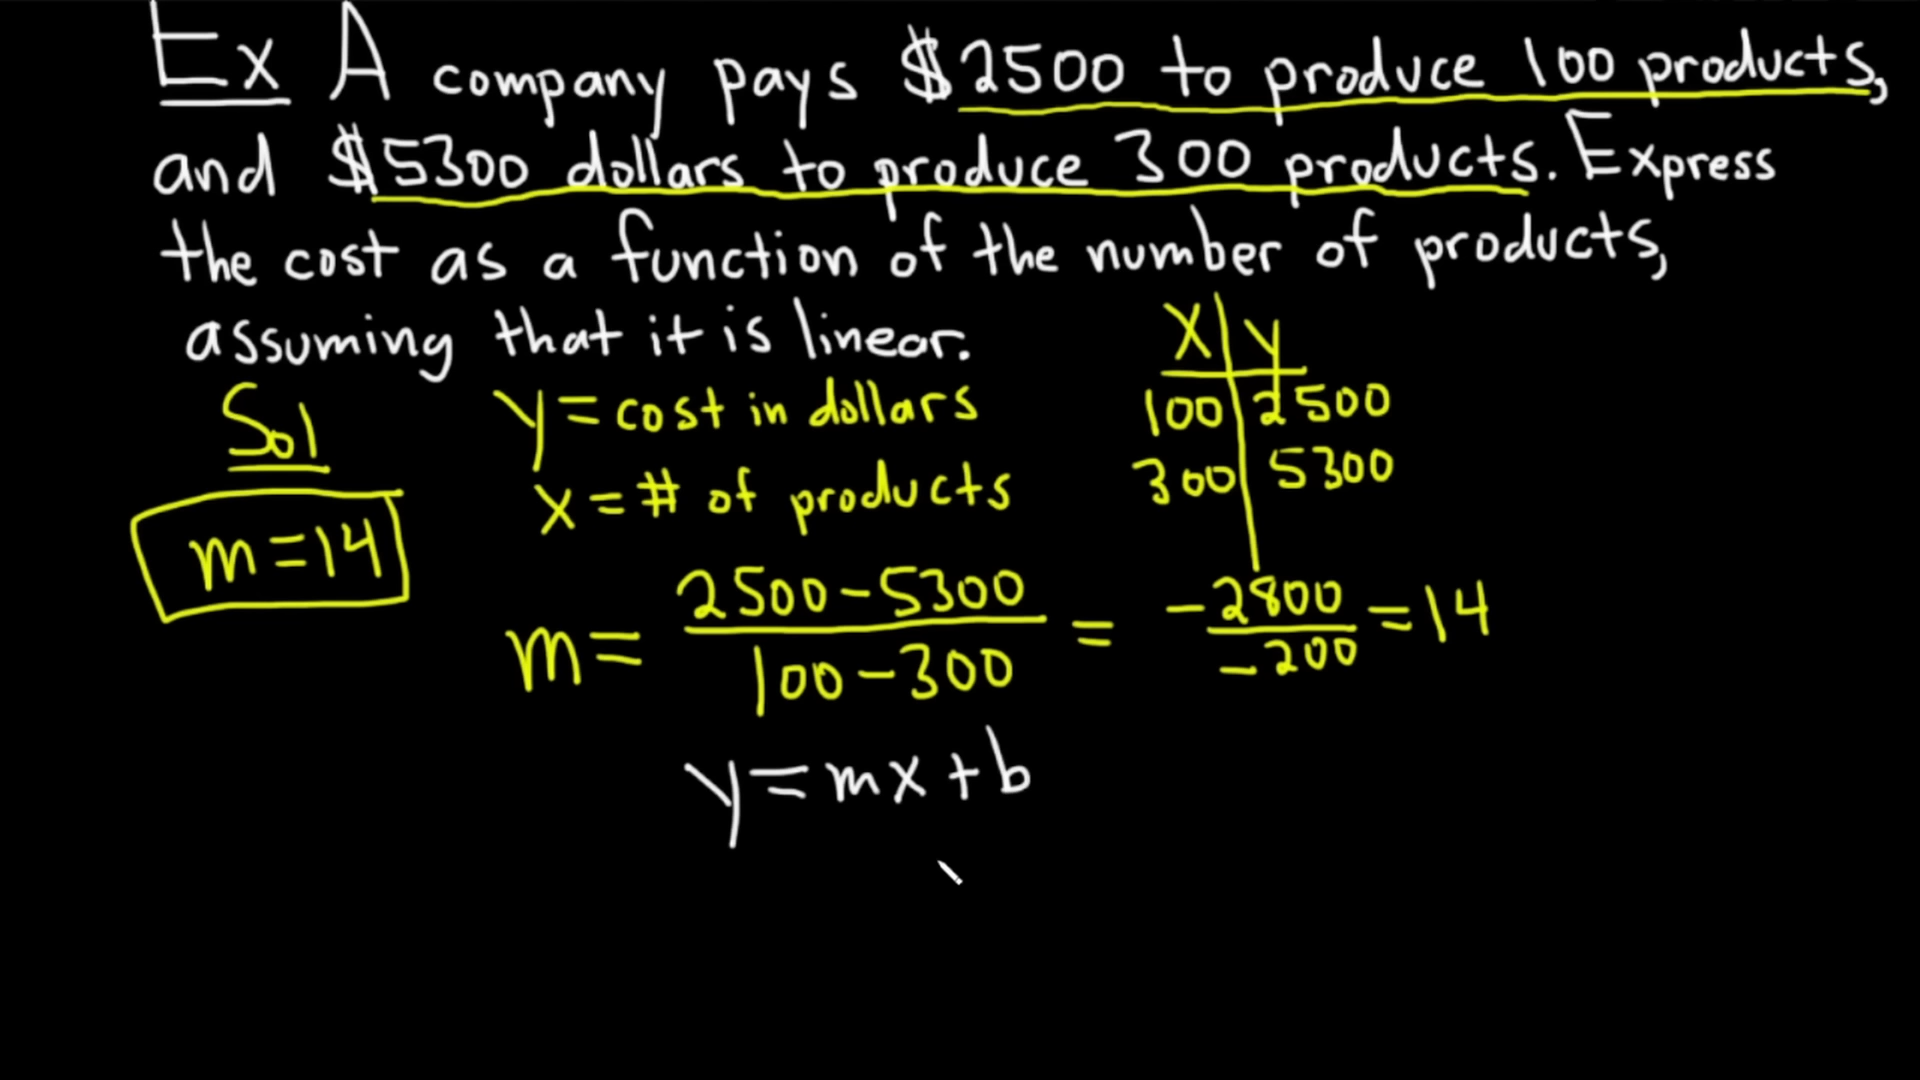 Ex A company pays $2500 to produce 100 products,
and $5300 dollars to produce 300 products. Express
the cost as a function of the number of products,
assuming that it is linear.
Sol
y = cost in dollars
x = # of products
X | y
100 | 2500
300 | 5300
m = 14
m = 2500 - 5300 / 100 - 300 = -2800 / -200 = 14
y = mx + b